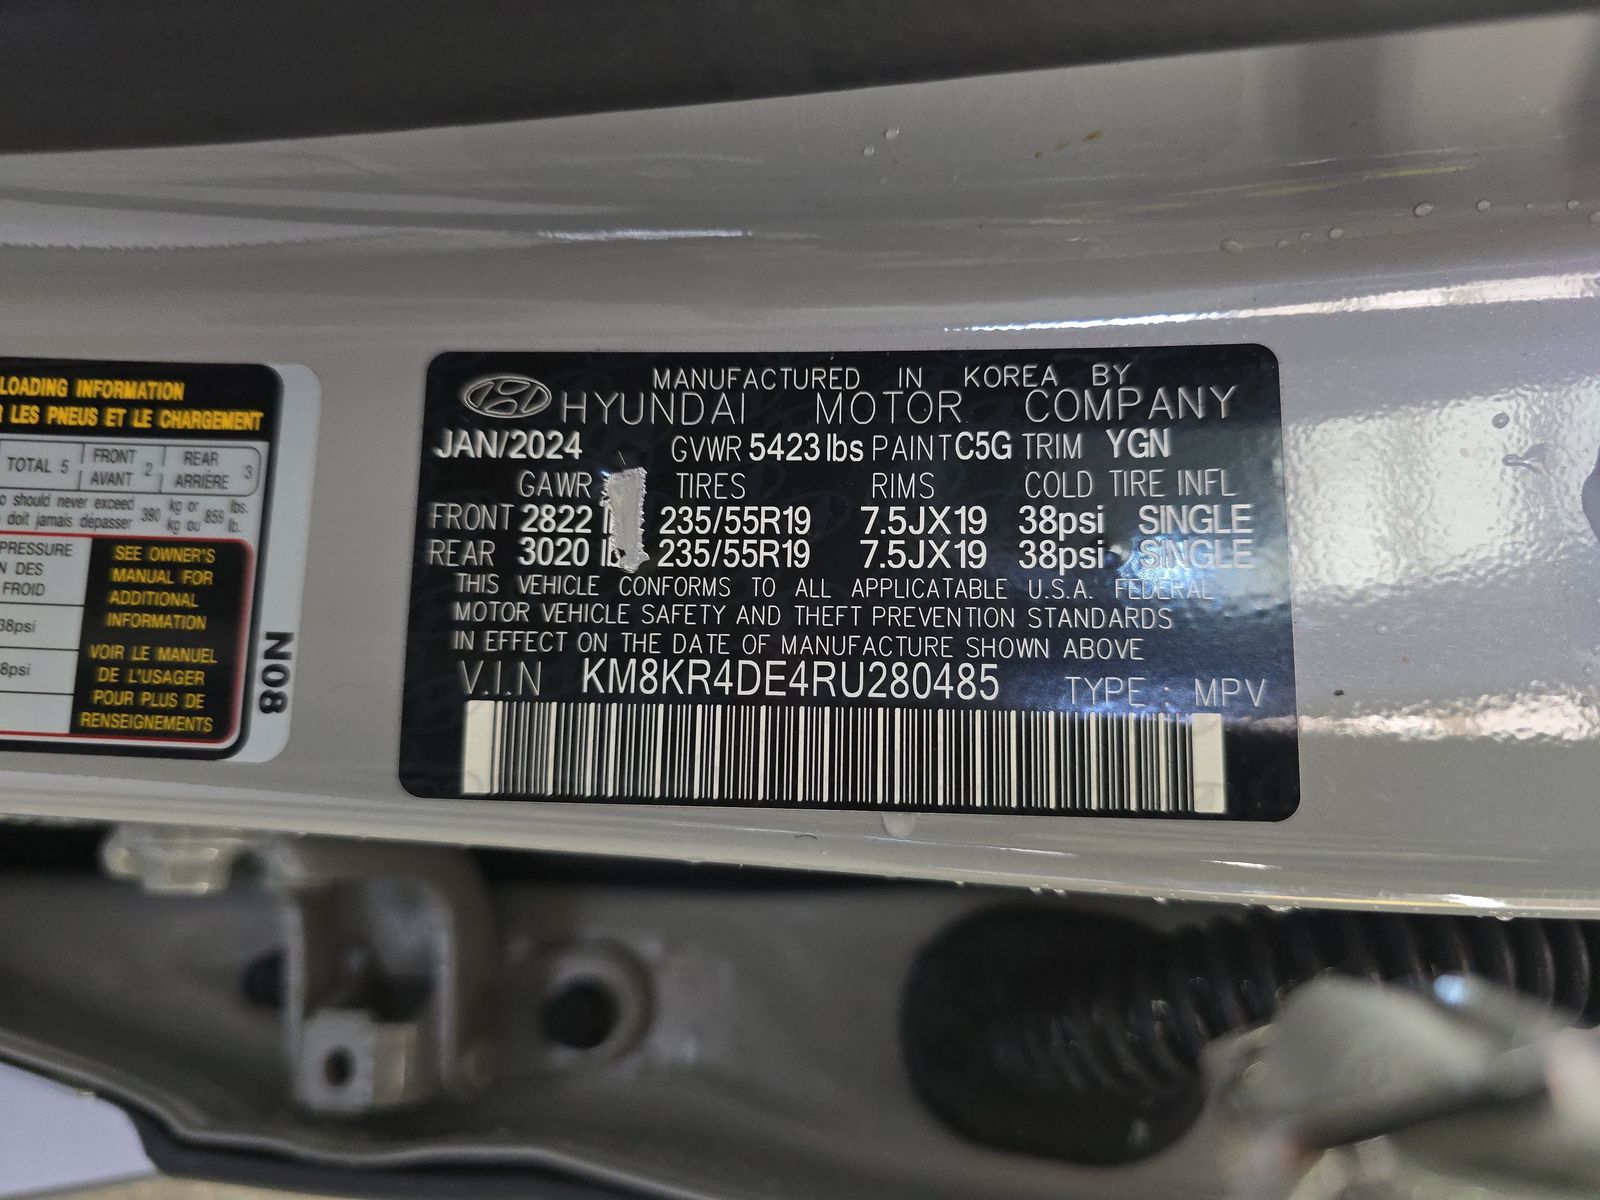 LOADING INFORMATION
LES PNEUS ET LE CHARGEMENT
TOTAL 5 FRONT 2 REAR 3
AVANT ARRIÈRE
should never exceed 380 kg or 859 lbs.
doit jamais dépasser kg ou lb.
PRESSURE
DES
FROID
38psi
8psi
SEE OWNER'S
MANUAL FOR
ADDITIONAL
INFORMATION
VOIR LE MANUEL
DE L'USAGER
POUR PLUS DE
RENSEIGNEMENTS
N08
MANUFACTURED IN KOREA BY
HYUNDAI MOTOR COMPANY
JAN/2024 GVWR 5423 lbs PAINT C5G TRIM YGN
GAWR TIRES RIMS COLD TIRE INFL
FRONT 2822 235/55R19 7.5JX19 38psi SINGLE
REAR 3020 235/55R19 7.5JX19 38psi SINGLE
THIS VEHICLE CONFORMS TO ALL APPLICATABLE U.S.A. FEDERAL
MOTOR VEHICLE SAFETY AND THEFT PREVENTION STANDARDS
IN EFFECT ON THE DATE OF MANUFACTURE SHOWN ABOVE
V.I.N KM8KR4DE4RU280485 TYPE : MPV